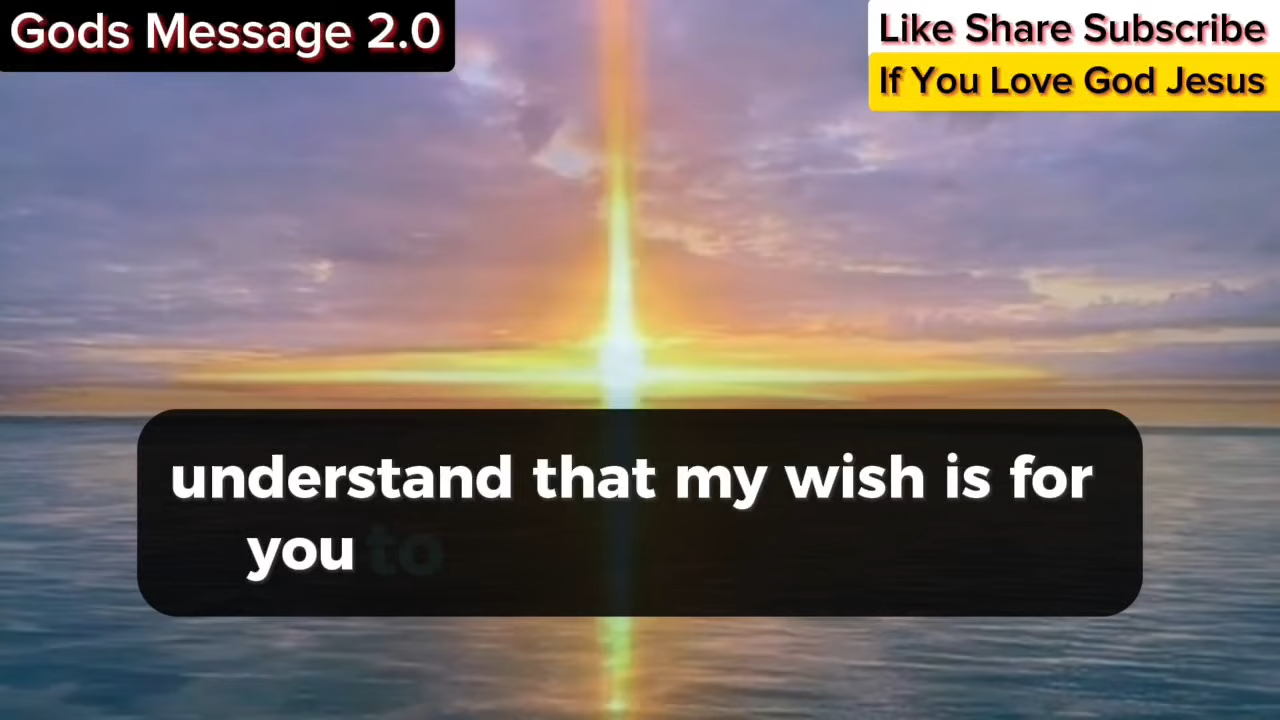 Gods Message 2.0
Like Share Subscribe
If You Love God Jesus
understand that my wish is for
you to